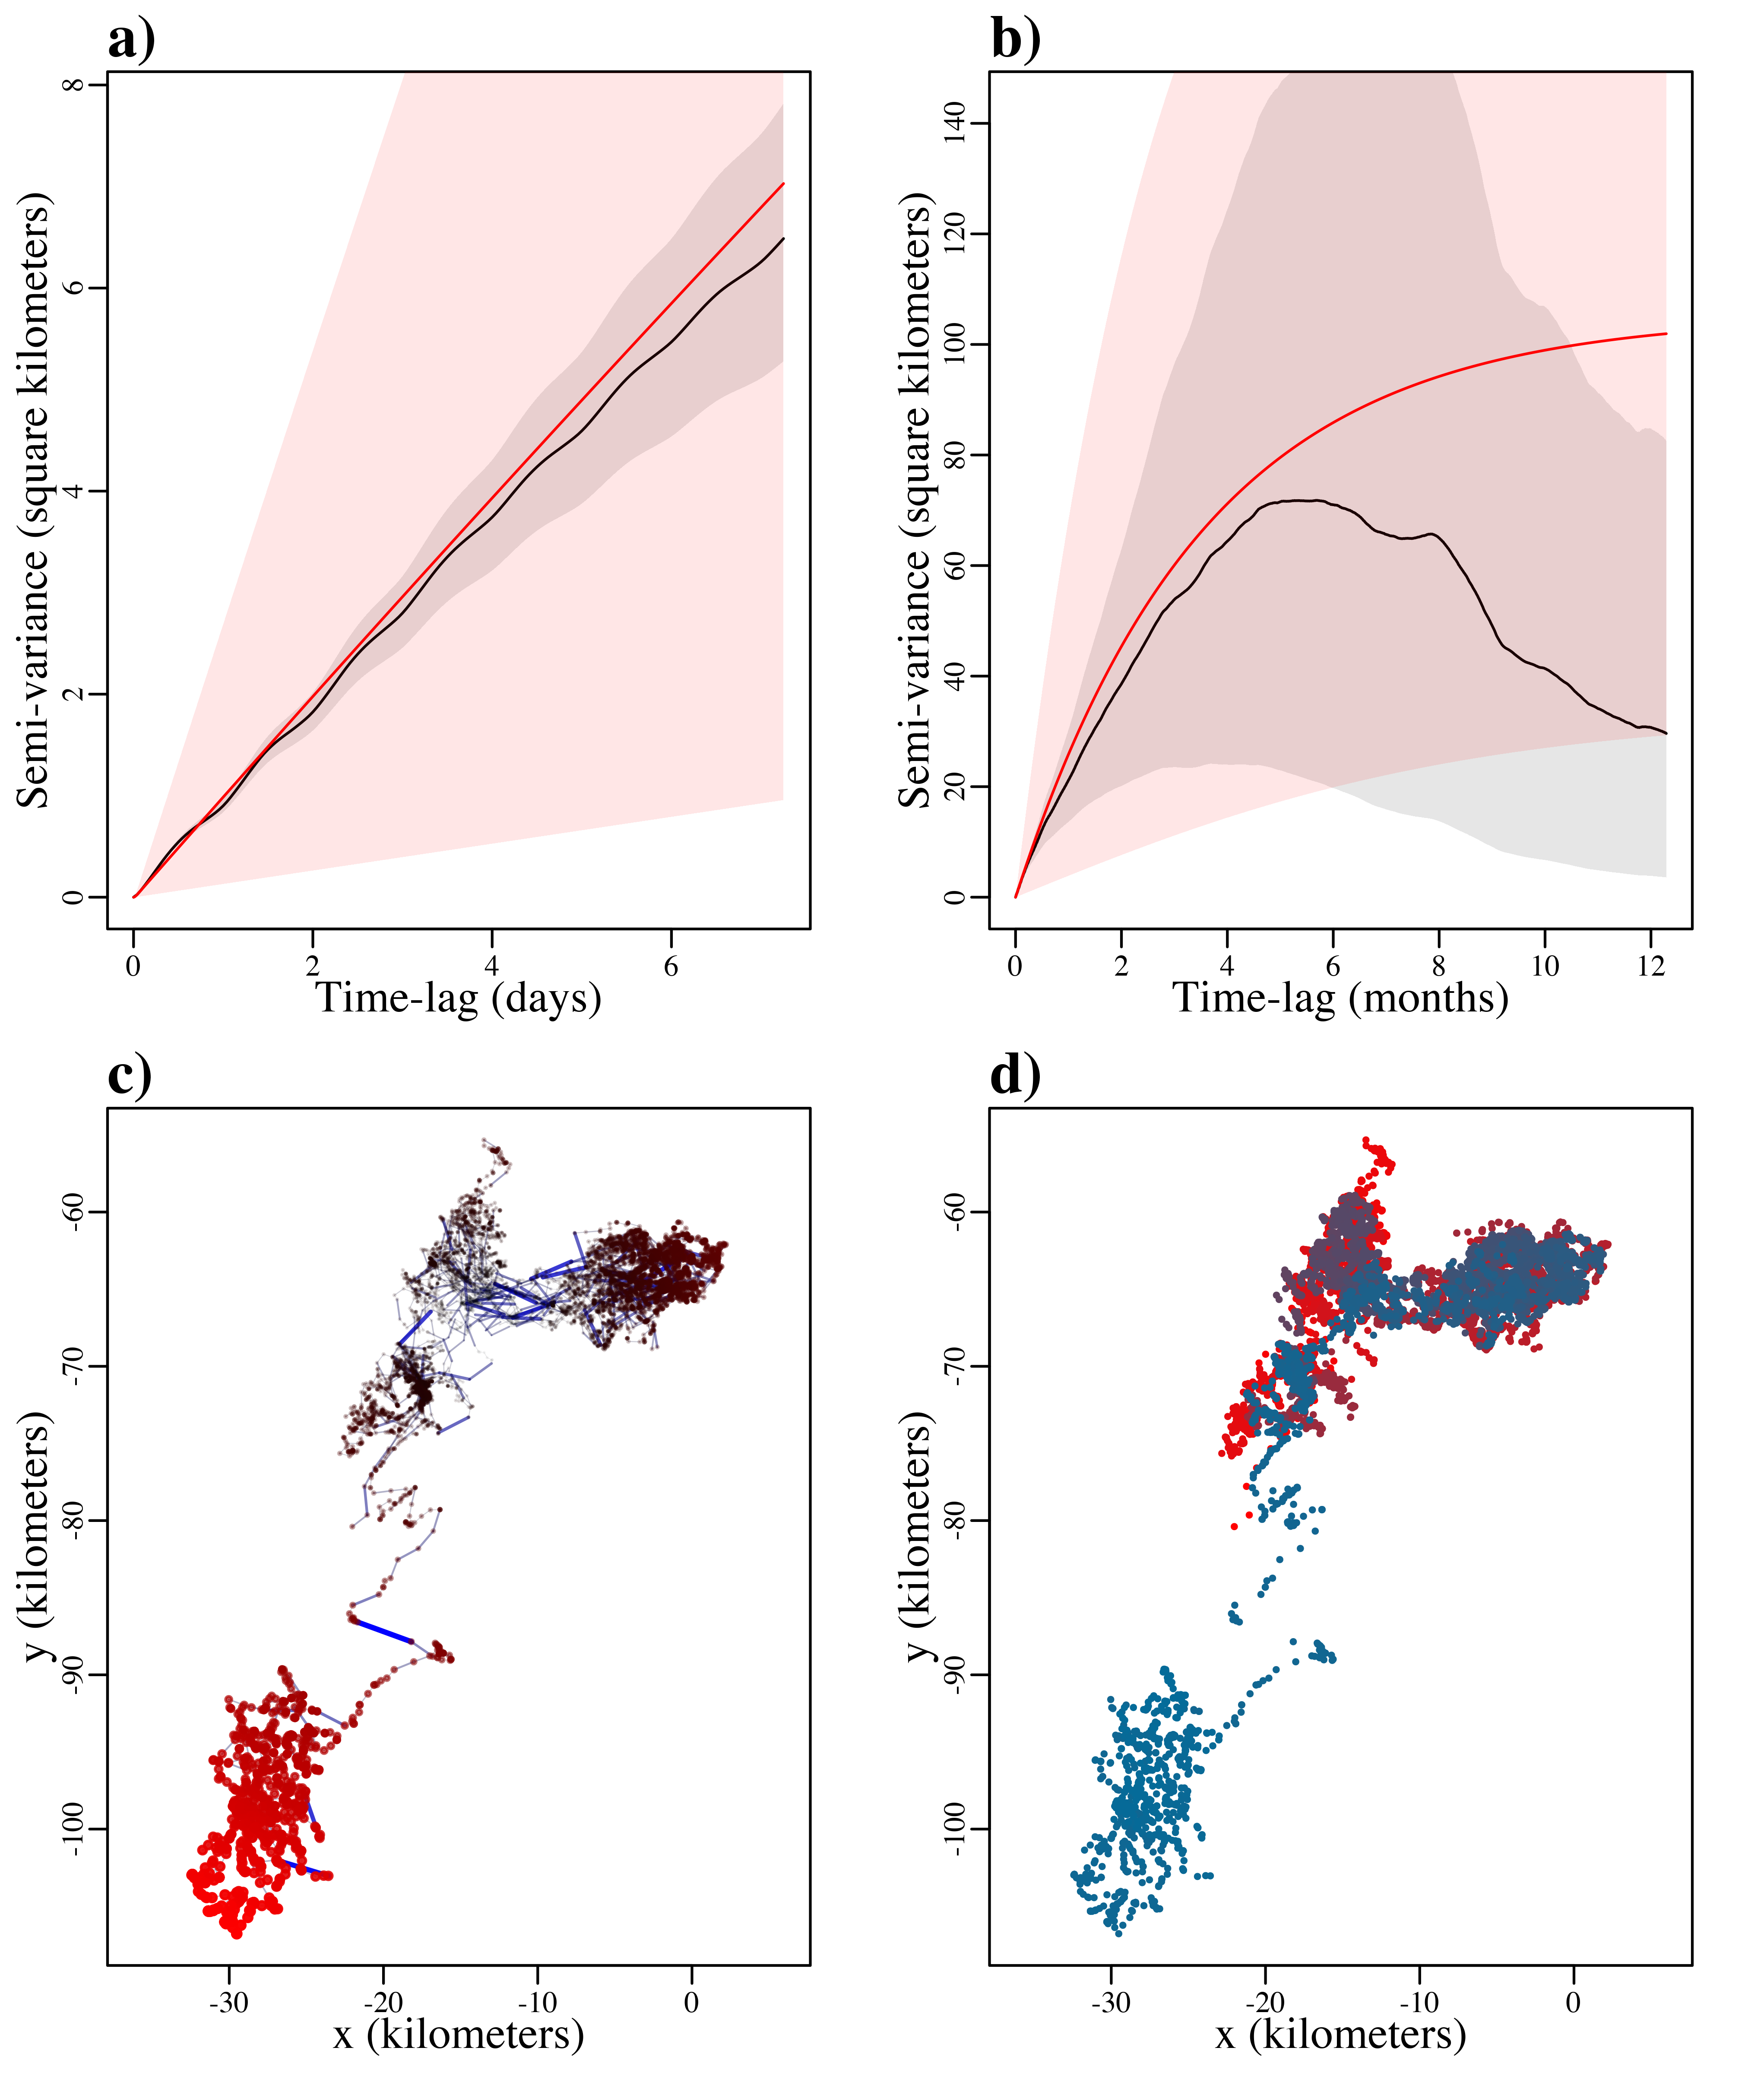 a)
Semi-variance (square kilometers)
8
6
4
2
0
0 2 4 6
Time-lag (days)
b)
Semi-variance (square kilometers)
140
120
100
80
60
40
20
0
0 2 4 6 8 10 12
Time-lag (months)
c)
y (kilometers)
-60
-70
-80
-90
-100
-30 -20 -10 0
x (kilometers)
d)
y (kilometers)
-60
-70
-80
-90
-100
-30 -20 -10 0
x (kilometers)